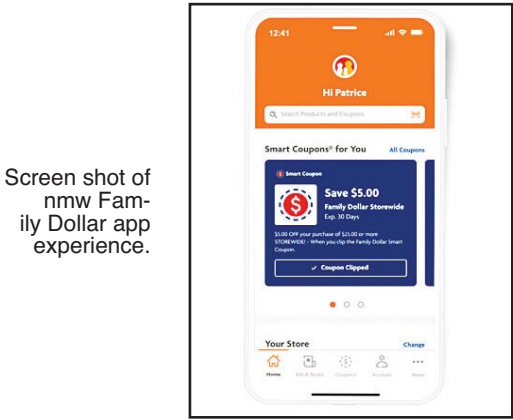 Screen shot of
nmw Fam-
ily Dollar app
experience.
12:41
Hi Patrice
Search Products and Coupons
Smart Coupons® for You
All Coupons
Smart Coupon
Save $5.00
Family Dollar Storewide
Exp. 30 Days
$5.00 OFF your purchase of $25.00 or more
STOREWIDE! - When you clip the Family Dollar Smart
Coupon.
✓ Coupon Clipped
Your Store
Change
Home
Ads & Books
Coupons
Account
More